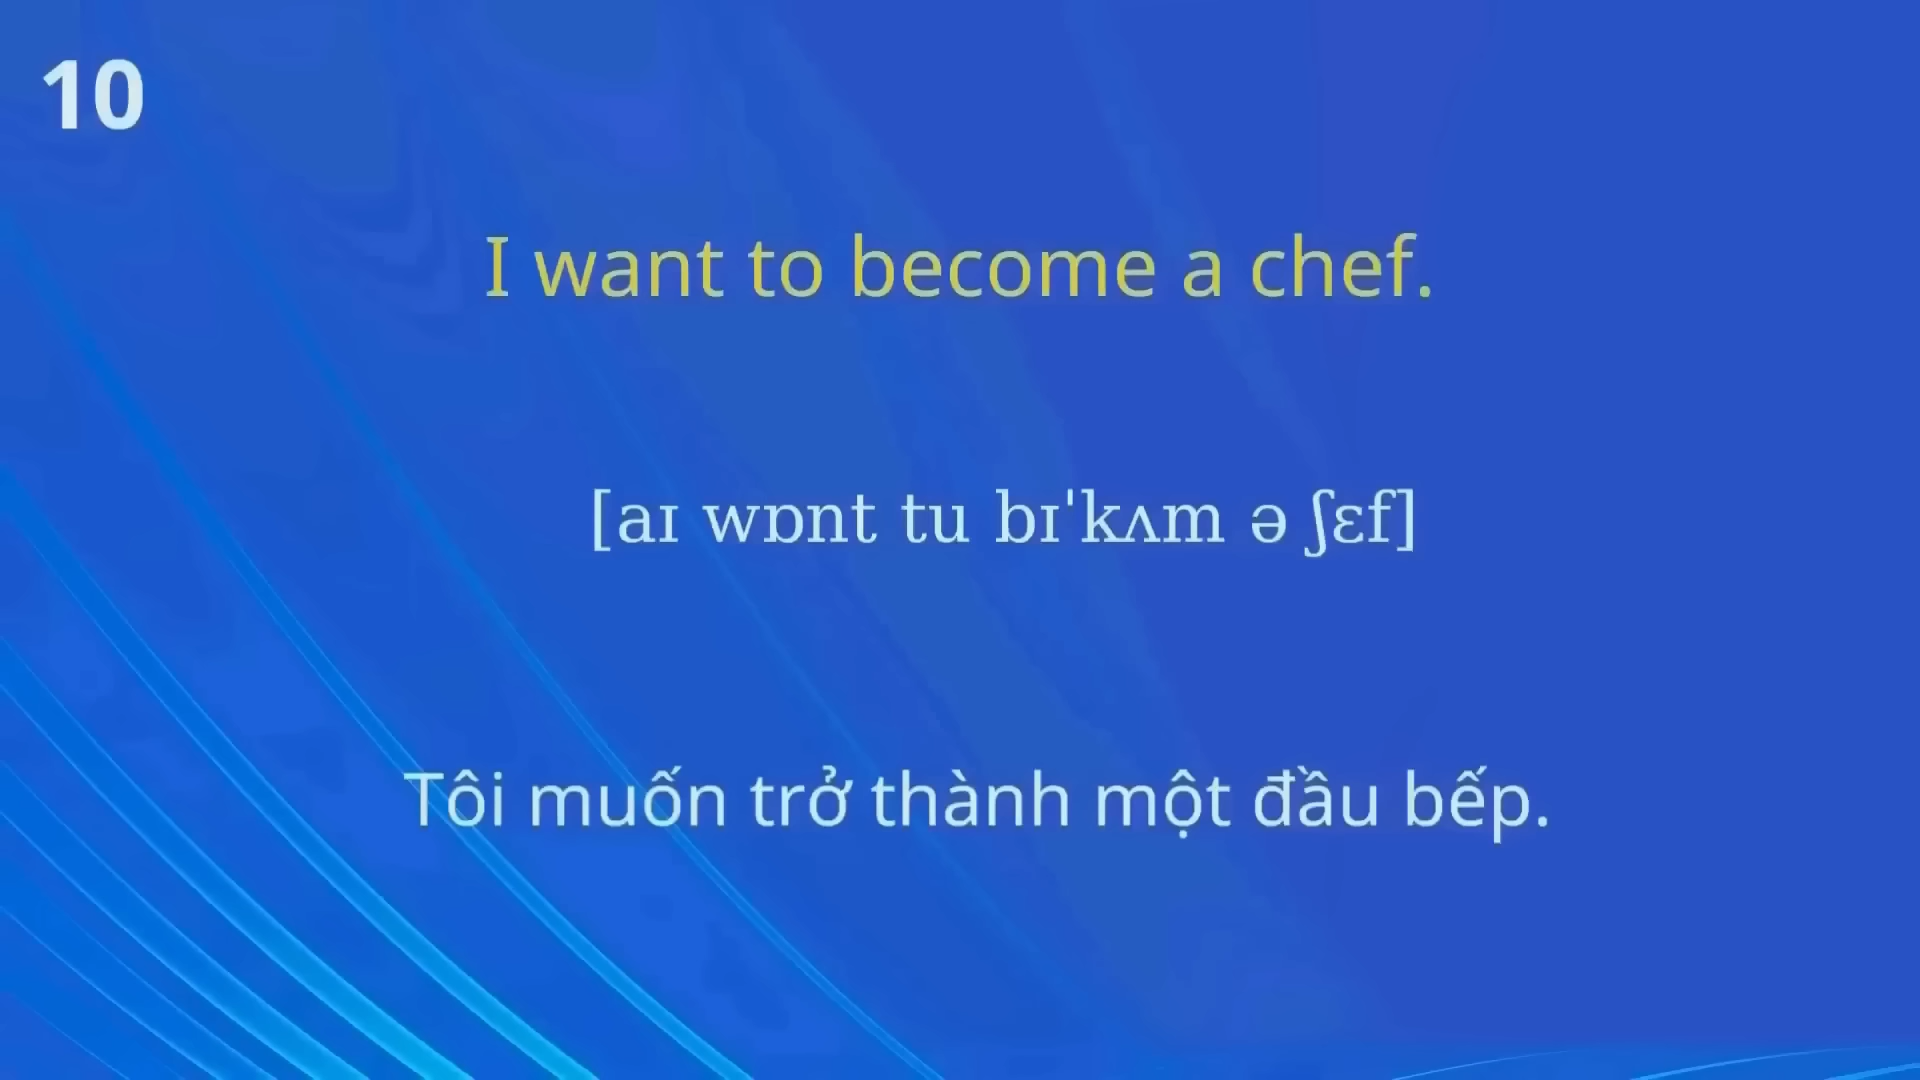 10
I want to become a chef.
[aɪ wɒnt tu bɪˈkʌm ə ʃɛf]
Tôi muốn trở thành một đầu bếp.